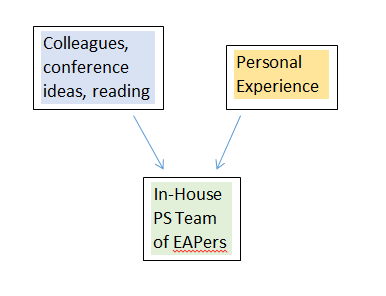 Colleagues,
conference
ideas, reading
Personal
Experience
In-House
PS Team
of EAPers